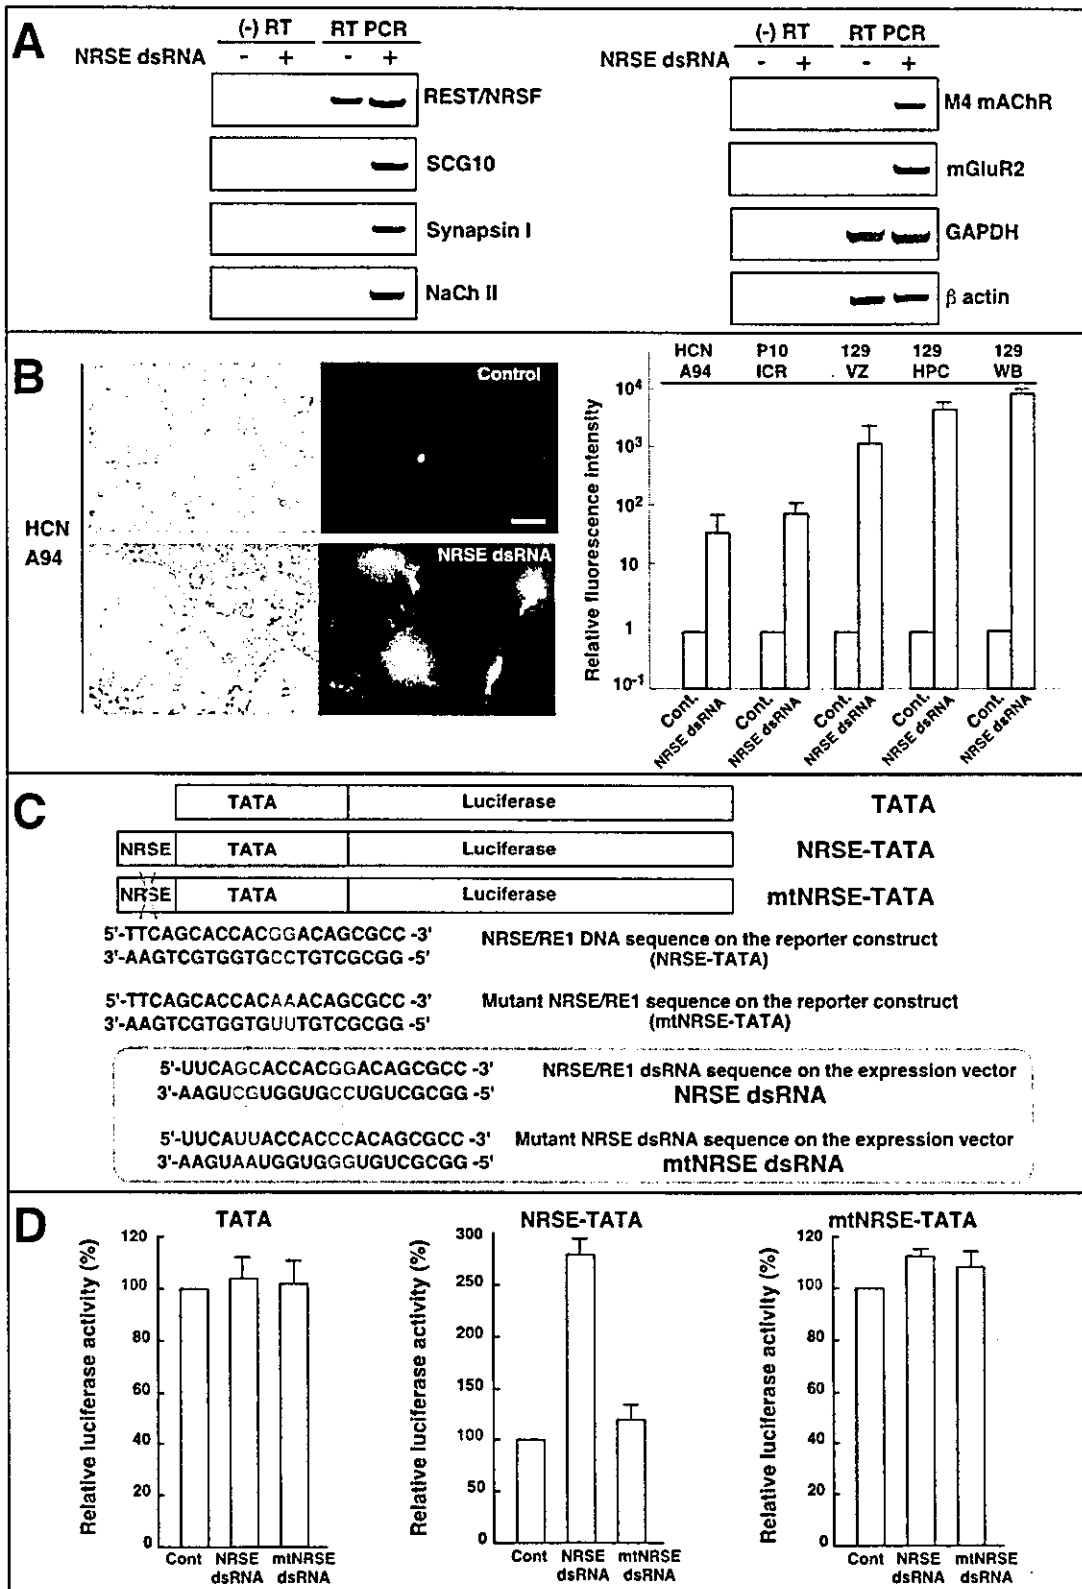 A
(-) RT RT PCR
NRSE dsRNA - + - +
REST/NRSF
SCG10
Synapsin I
NaCh II
(-) RT RT PCR
NRSE dsRNA - + - +
M4 mAChR
mGluR2
GAPDH
β actin
B
HCN
A94
Control
NRSE dsRNA
Relative fluorescence intensity
HCN P10 129 129 129
A94 ICR VZ HPC WB
10^4
10^3
10^2
10
1
10^-1
Cont. NRSE dsRNA Cont. NRSE dsRNA Cont. NRSE dsRNA Cont. NRSE dsRNA Cont. NRSE dsRNA
C
TATA Luciferase TATA
NRSE TATA Luciferase NRSE-TATA
NRSE TATA Luciferase mtNRSE-TATA
5'-TTCAGCACCACGGACAGCGCC -3'
3'-AAGTCGTGGTGCCTGTCGCGG -5'
NRSE/RE1 DNA sequence on the reporter construct
(NRSE-TATA)
5'-TTCAGCACCACAAACAGCGCC -3'
3'-AAGTCGTGGTGUUTGTCGCGG -5'
Mutant NRSE/RE1 sequence on the reporter construct
(mtNRSE-TATA)
5'-UUCAGCACCACGGACAGCGCC -3'
3'-AAGUCGUGGUGCCUGUCGCGG -5'
NRSE/RE1 dsRNA sequence on the expression vector
NRSE dsRNA
5'-UUCAUUACCACCCACAGCGCC -3'
3'-AAGUAAUGGUGGGUGUCGCGG -5'
Mutant NRSE dsRNA sequence on the expression vector
mtNRSE dsRNA
D
TATA
Relative luciferase activity (%)
120
100
80
60
40
20
0
Cont NRSE mtNRSE
dsRNA dsRNA
NRSE-TATA
Relative luciferase activity (%)
300
250
200
150
100
50
0
Cont NRSE mtNRSE
dsRNA dsRNA
mtNRSE-TATA
Relative luciferase activity (%)
120
100
80
60
40
20
0
Cont NRSE mtNRSE
dsRNA dsRNA